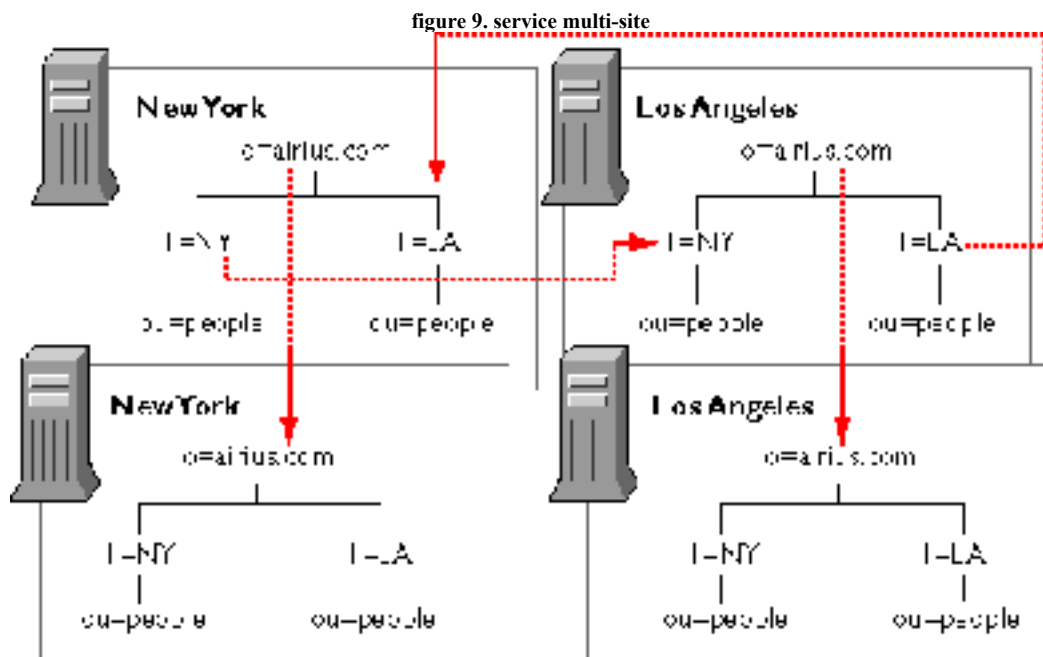 figure 9. service multi-site
New York
Los Angeles
o=airius.com
o=airius.com
l=NY
l=LA
l=NY
l=LA
ou=people
ou=people
ou=people
ou=people
New York
Los Angeles
o=airius.com
o=airius.com
l=NY
l=LA
l=NY
l=LA
ou=people
ou=people
ou=people
ou=people